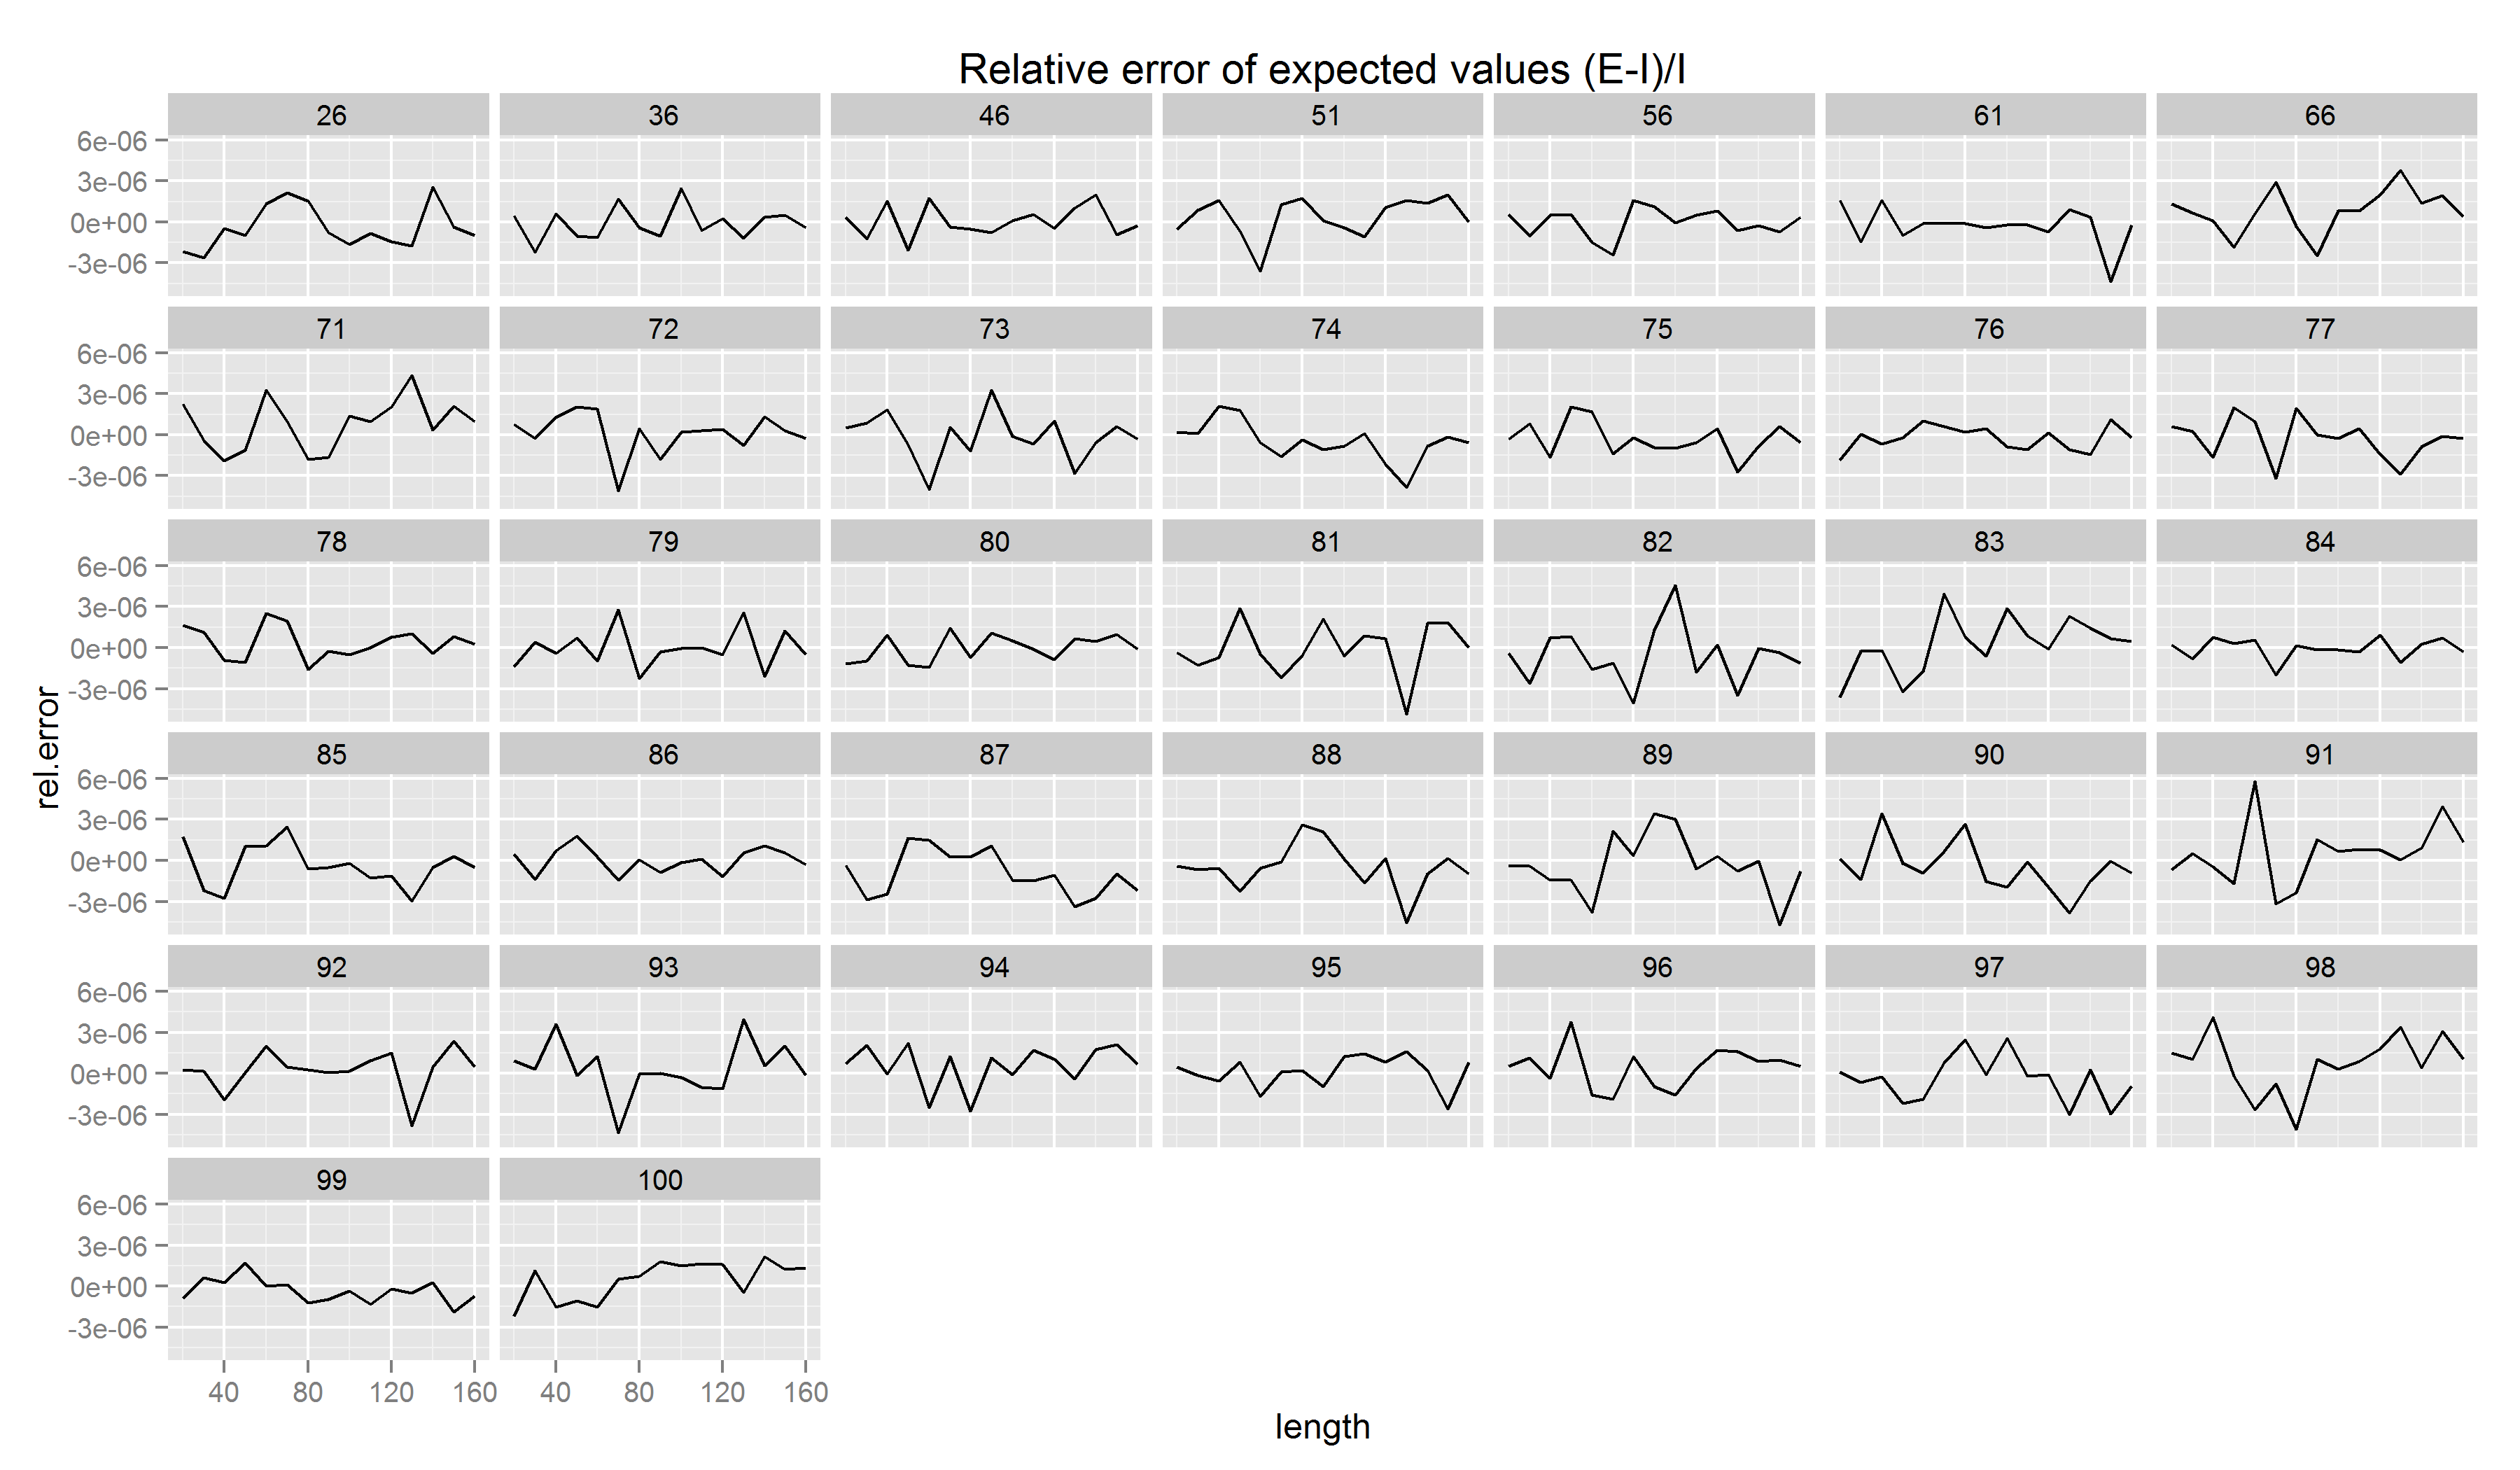 Relative error of expected values (E-I)/I
26 36 46 51 56 61 66
6e-06
3e-06
0e+00
-3e-06
71 72 73 74 75 76 77
6e-06
3e-06
0e+00
-3e-06
78 79 80 81 82 83 84
6e-06
3e-06
0e+00
-3e-06
rel.error
85 86 87 88 89 90 91
6e-06
3e-06
0e+00
-3e-06
92 93 94 95 96 97 98
6e-06
3e-06
0e+00
-3e-06
99 100
6e-06
3e-06
0e+00
-3e-06
40 80 120 160 40 80 120 160
length